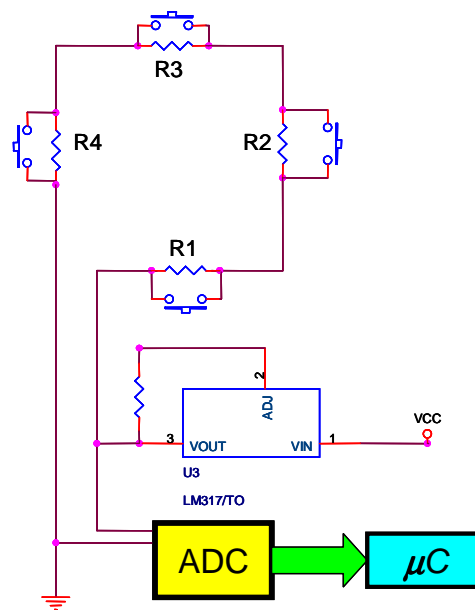 R3
R4
R2
R1
2
ADJ
3
VOUT
VIN
1
VCC
U3
LM317/TO
ADC
μC